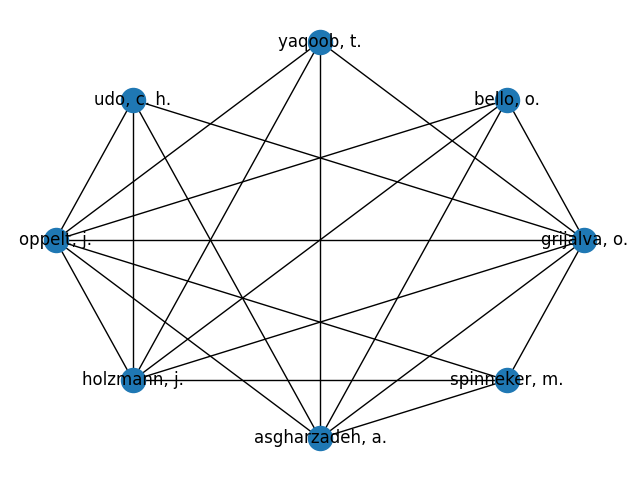 yaqoob, t.
udo, c. h.
bello, o.
oppelt, j.
grijalva, o.
holzmann, j.
spinneker, m.
asgharzadeh, a.